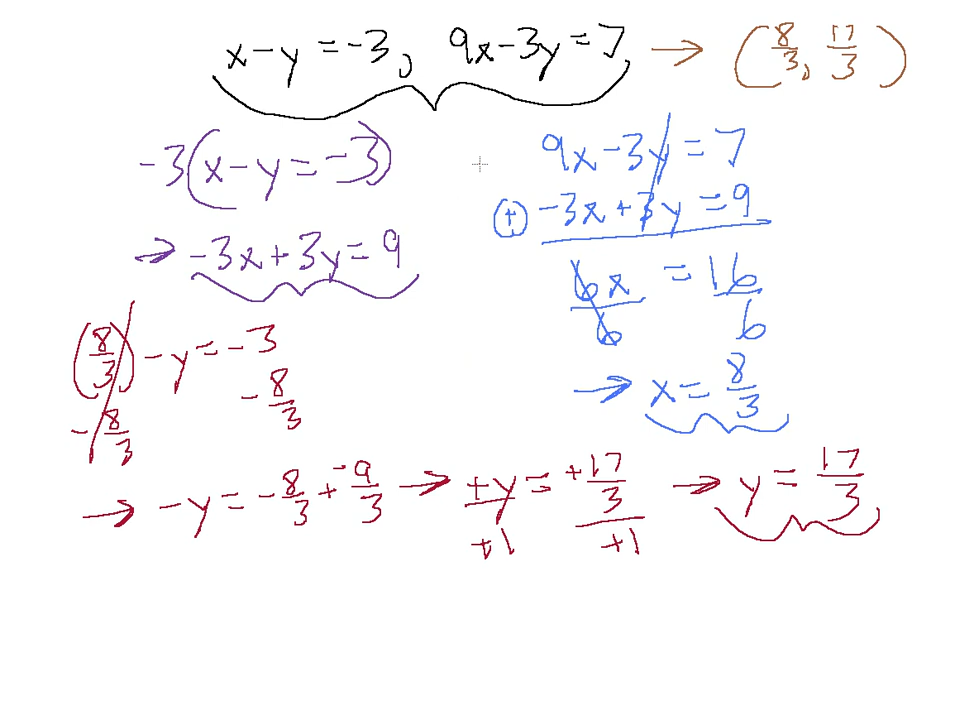 x - y = -3, 9x - 3y = 7 → (8/3, 17/3)
-3(x - y = -3)
→ -3x + 3y = 9
9x - 3y = 7
(+) -3x + 3y = 9
6x/6 = 16/6
→ x = 8/3
(8/3) - y = -3
- 8/3 - 8/3
→ -y = -8/3 + -9/3 → +y/+1 = +17/3/+1 → y = 17/3